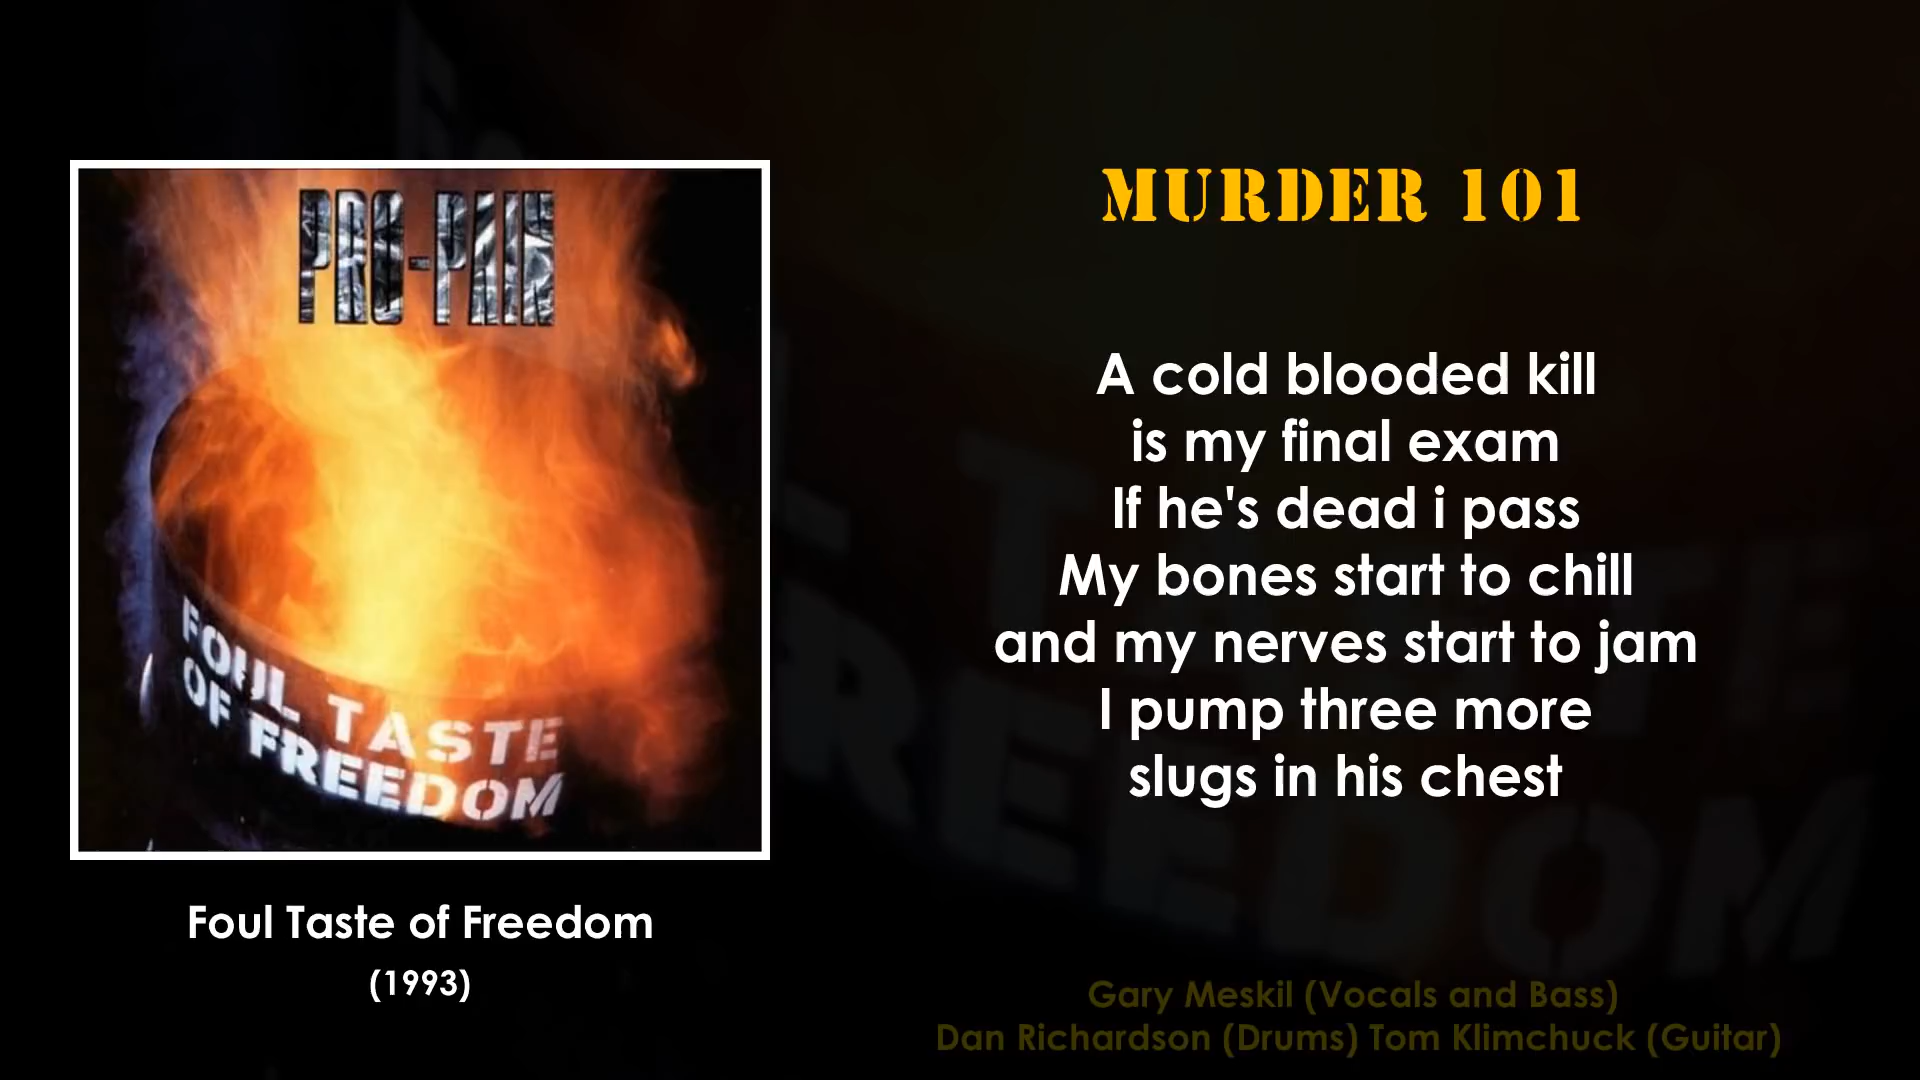 PRO-PAIN
FOUL TASTE
OF FREEDOM
Foul Taste of Freedom
(1993)
MURDER 101
A cold blooded kill
is my final exam
If he's dead i pass
My bones start to chill
and my nerves start to jam
I pump three more
slugs in his chest
Gary Meskil (Vocals and Bass)
Dan Richardson (Drums) Tom Klimchuck (Guitar)